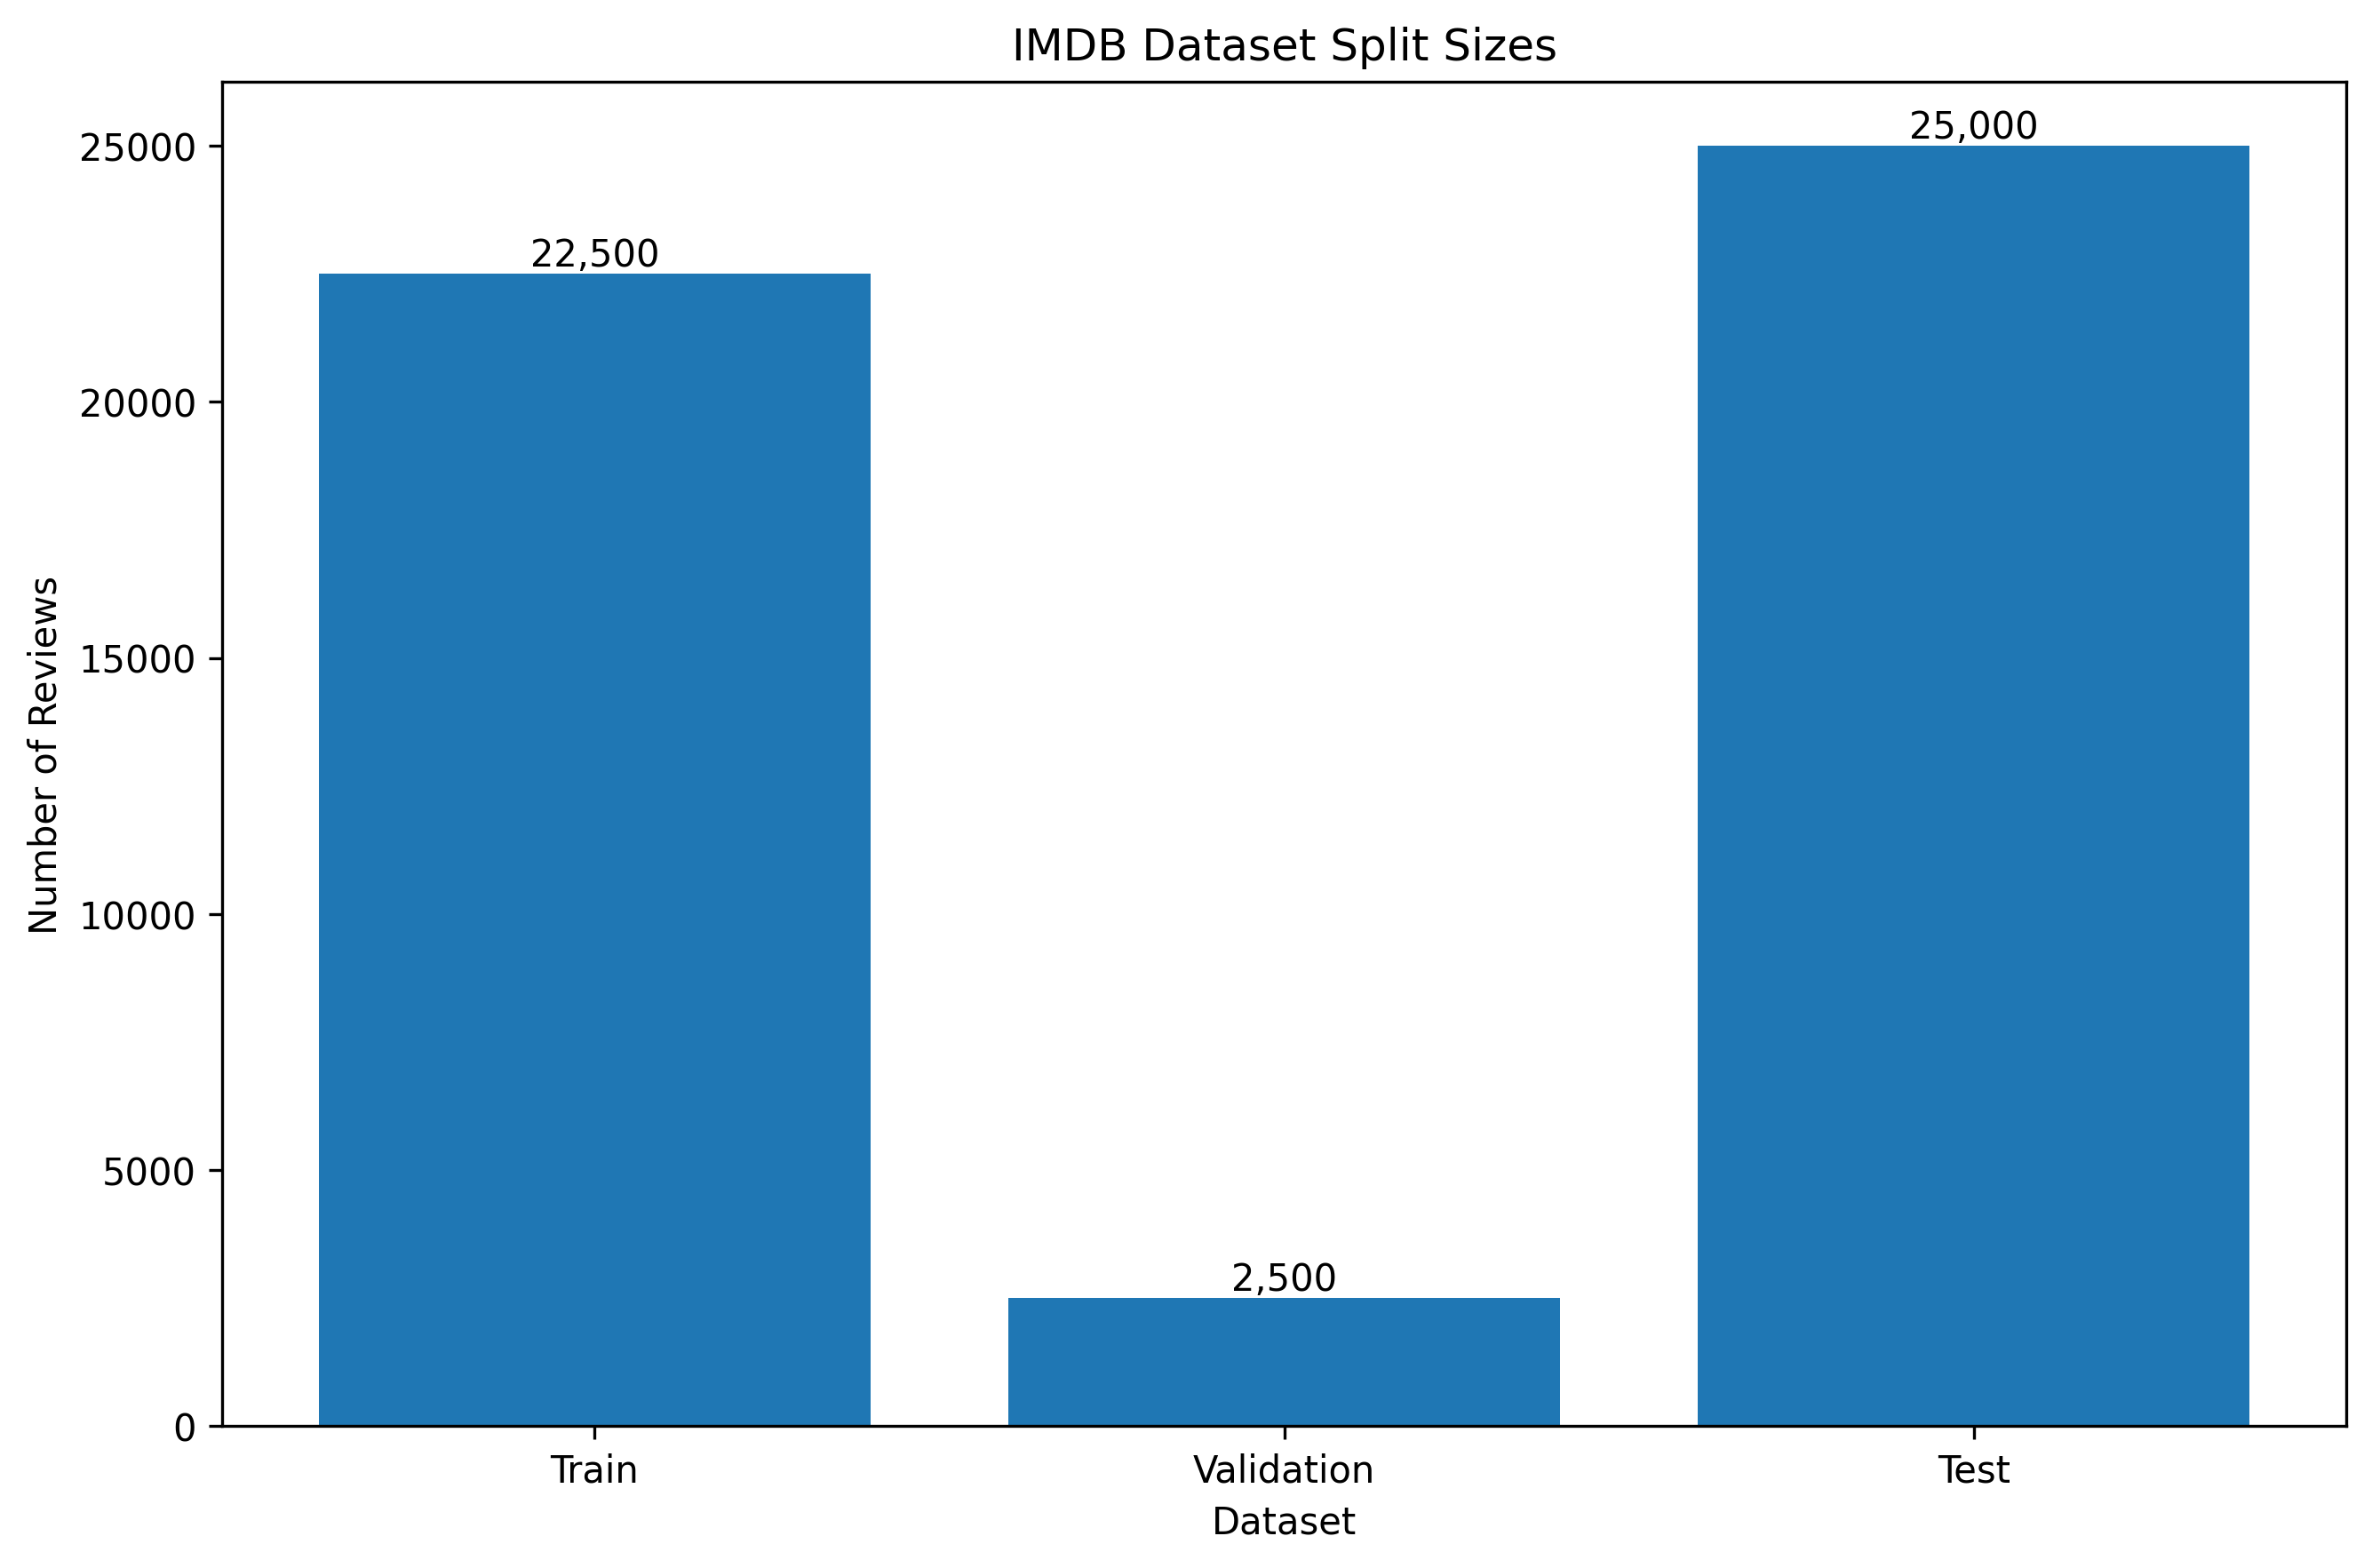 IMDB Dataset Split Sizes
25,000
22,500
2,500
25000
20000
15000
10000
5000
0
Number of Reviews
Train
Validation
Test
Dataset